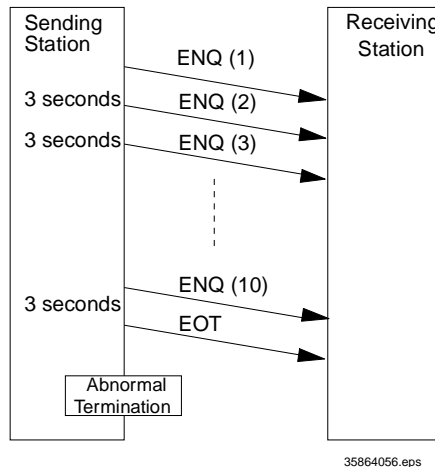 Sending
Station
Receiving
Station
ENQ (1)
3 seconds
ENQ (2)
3 seconds
ENQ (3)
ENQ (10)
3 seconds
EOT
Abnormal
Termination
35864056.eps